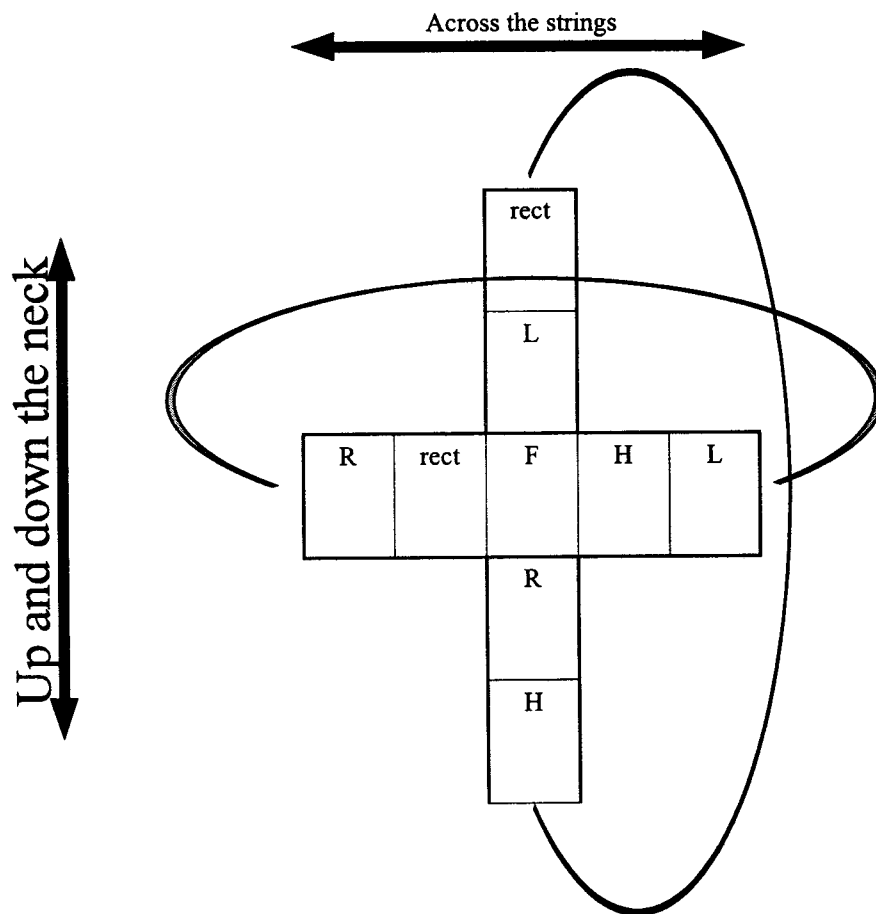 Across the strings
rect
Up and down the neck
L
R rect F H L
R
H